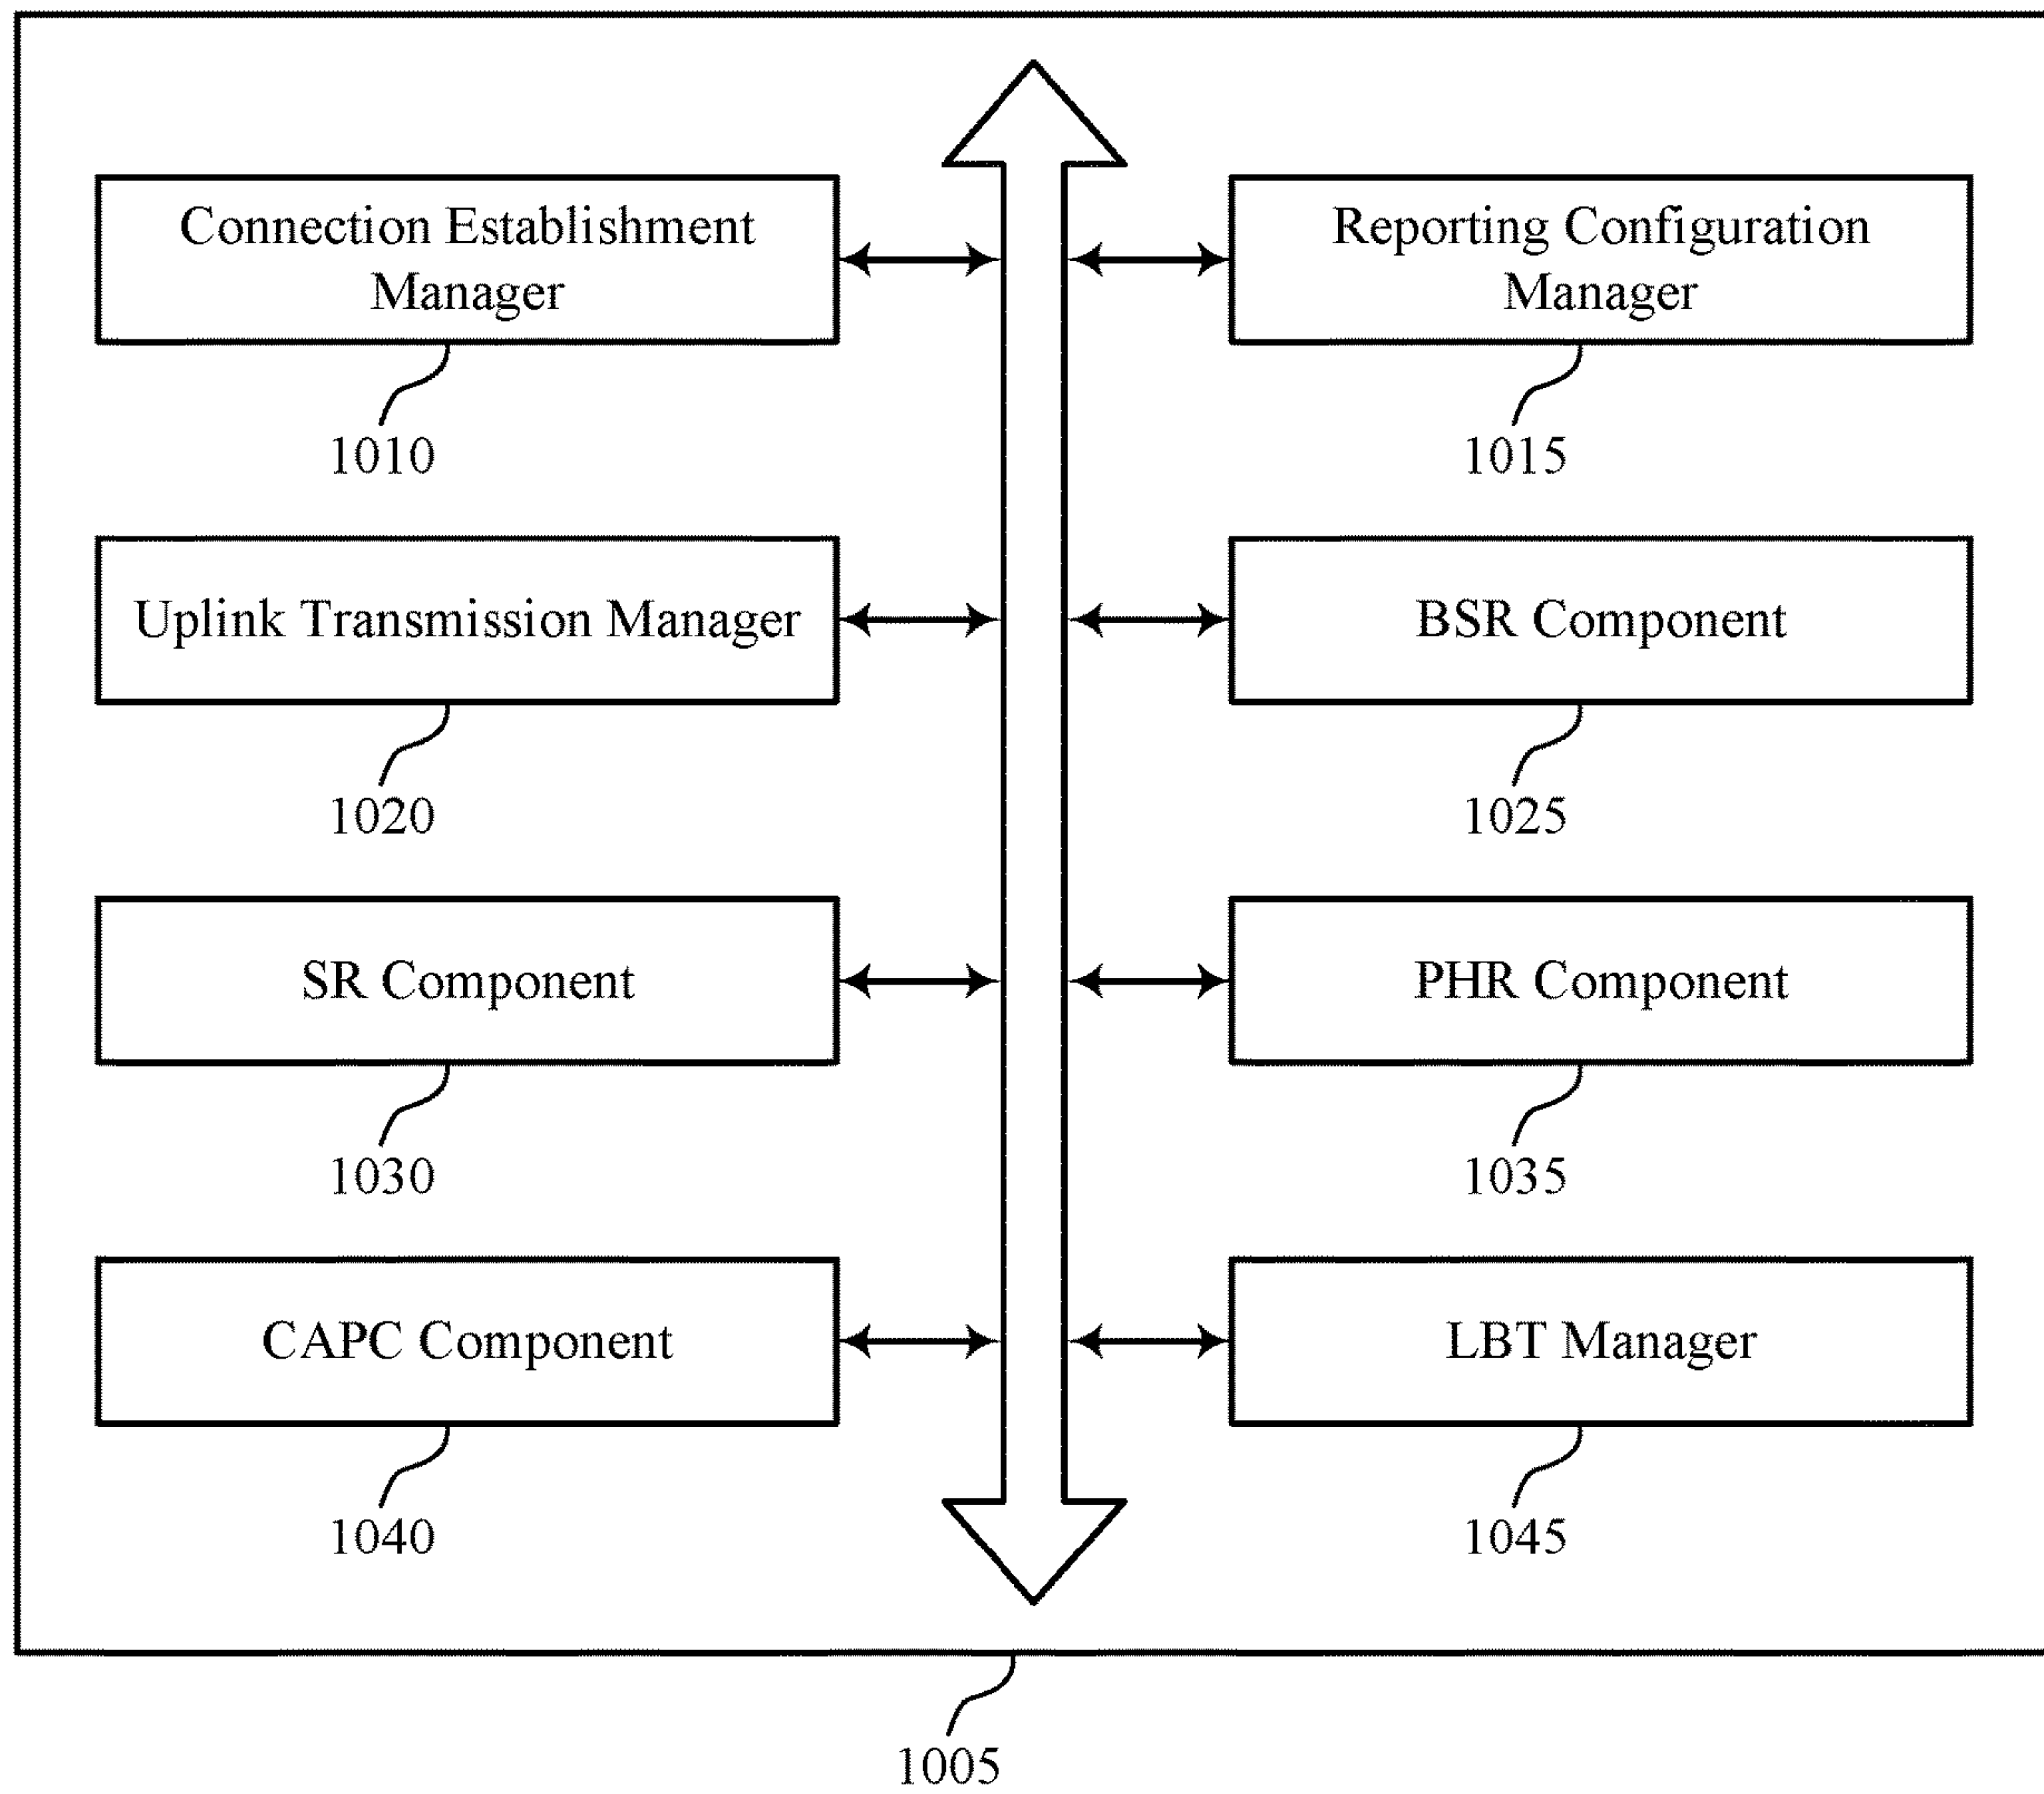 Connection Establishment
Manager
1010
Reporting Configuration
Manager
1015
Uplink Transmission Manager
1020
BSR Component
1025
SR Component
1030
PHR Component
1035
CAPC Component
1040
LBT Manager
1045
1005